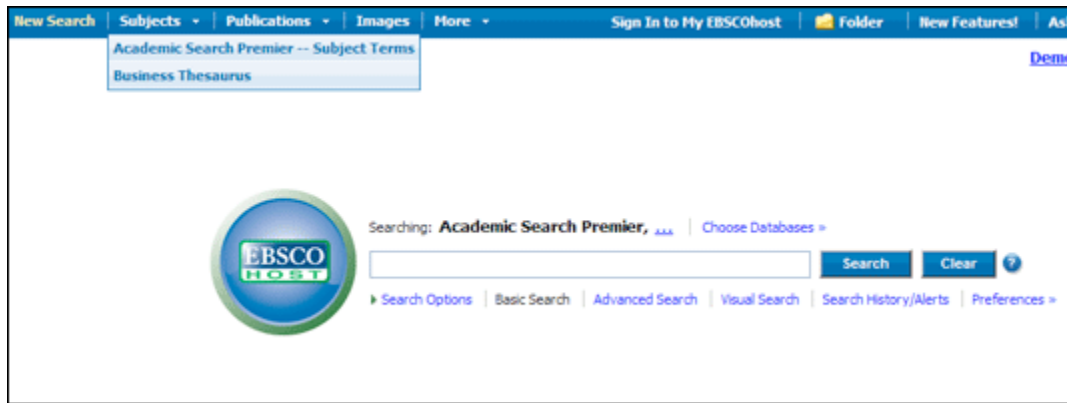 New Search Subjects Publications Images More Sign In to My EBSCOhost Folder New Features!
Academic Search Premier -- Subject Terms
Business Thesaurus
Searching: Academic Search Premier, ... Choose Databases »
EBSCO
HOST
Search Clear ?
Search Options Basic Search Advanced Search Visual Search Search History/Alerts Preferences »